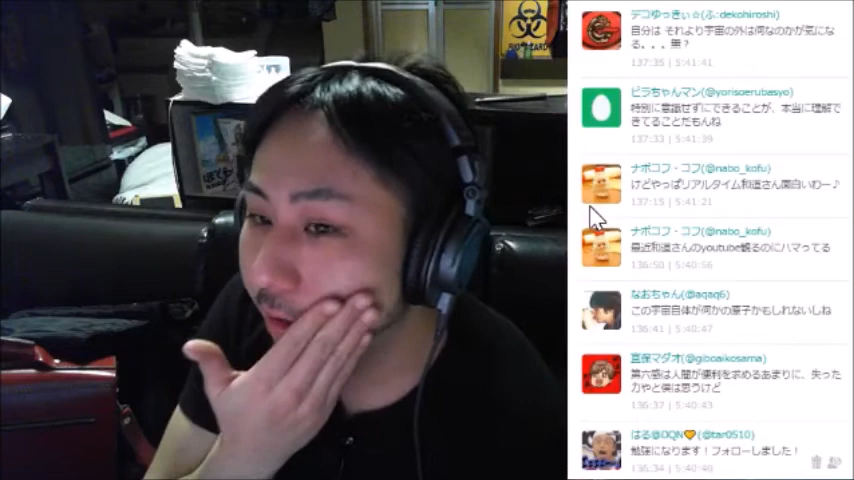 BIOHAZARD
デコゆっきぃ☆(ふ:dekohiroshi)
自分は それより宇宙の外は何なのかが気にな
る。。。無？
137:35 | 5:41:41
ピラちゃんマン(@yorisoerubasyo)
特別に意識せずにできることが、本当に理解で
きてることだもんね
137:33 | 5:41:39
ナポコフ・コフ(@nabo_kofu)
けどやっぱリアルタイム和道さん面白いわー♪
137:15 | 5:41:21
ナポコフ・コフ(@nabo_kofu)
最近和道さんのyoutube観るのにハマってる
136:50 | 5:40:56
なおちゃん(@aqaq6)
この宇宙自体が何かの原子かもしれないしね
136:41 | 5:40:47
宜保マダオ(@giboaikosama)
第六感は人間が便利を求めるあまりに、失った
力やと僕は思うけど
136:37 | 5:40:43
はる@DQN🧡(@tar0510)
勉強になります！フォローしました！
136:34 | 5:40:40